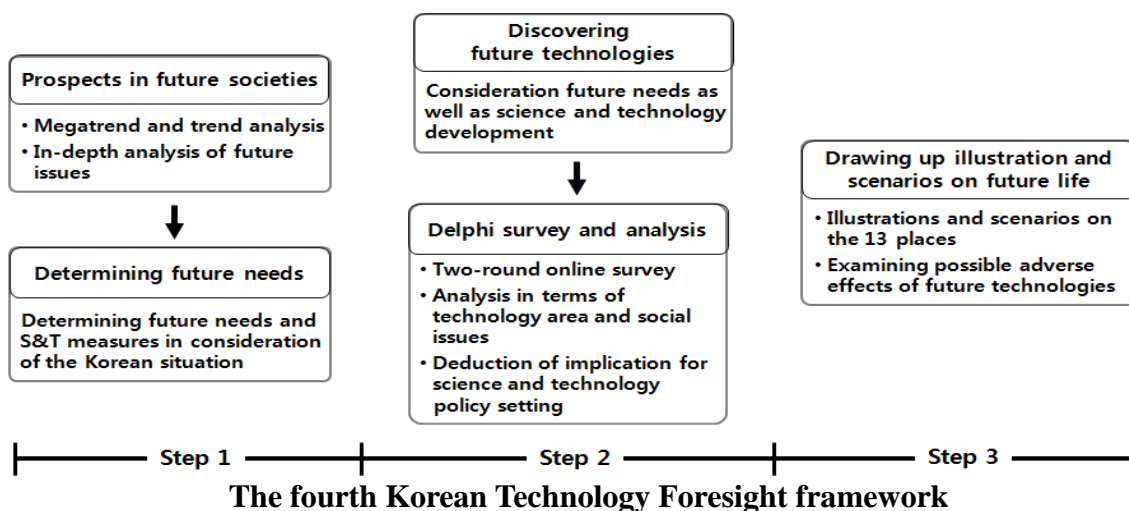 Prospects in future societies
• Megatrend and trend analysis
• In-depth analysis of future
issues
Determining future needs
Determining future needs and
S&T measures in consideration
of the Korean situation
Discovering
future technologies
Consideration future needs as
well as science and technology
development
Delphi survey and analysis
• Two-round online survey
• Analysis in terms of
technology area and social
issues
• Deduction of implication for
science and technology
policy setting
Drawing up illustration and
scenarios on future life
• Illustrations and scenarios on
the 13 places
• Examining possible adverse
effects of future technologies
Step 1
Step 2
Step 3
The fourth Korean Technology Foresight framework